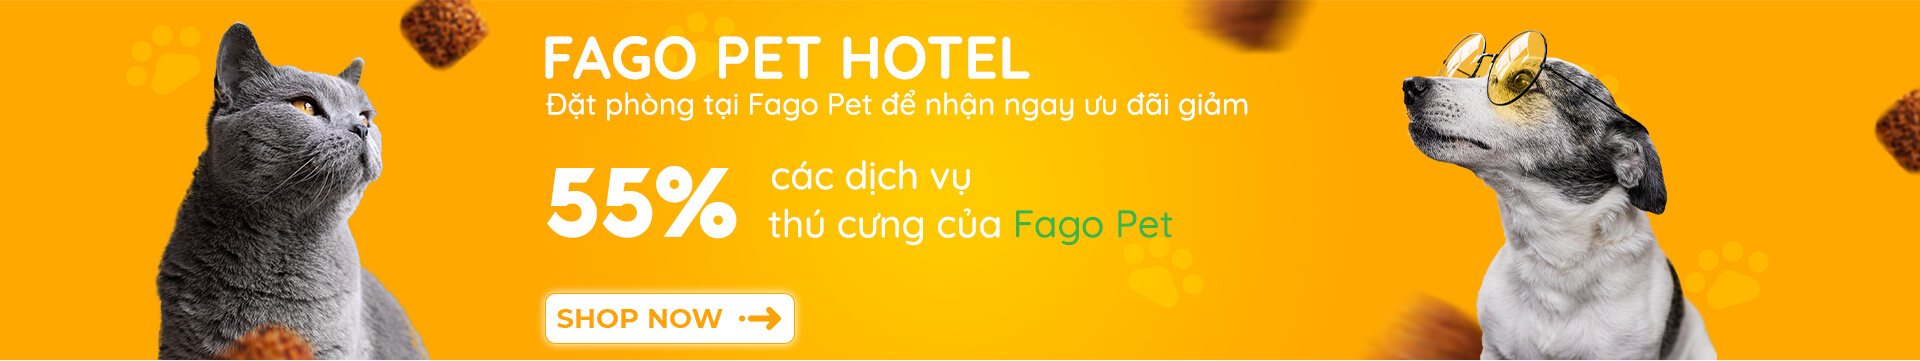 FAGO PET HOTEL
Đặt phòng tại Fago Pet để nhận ngay ưu đãi giảm
55%
các dịch vụ
thú cưng của Fago Pet
SHOP NOW